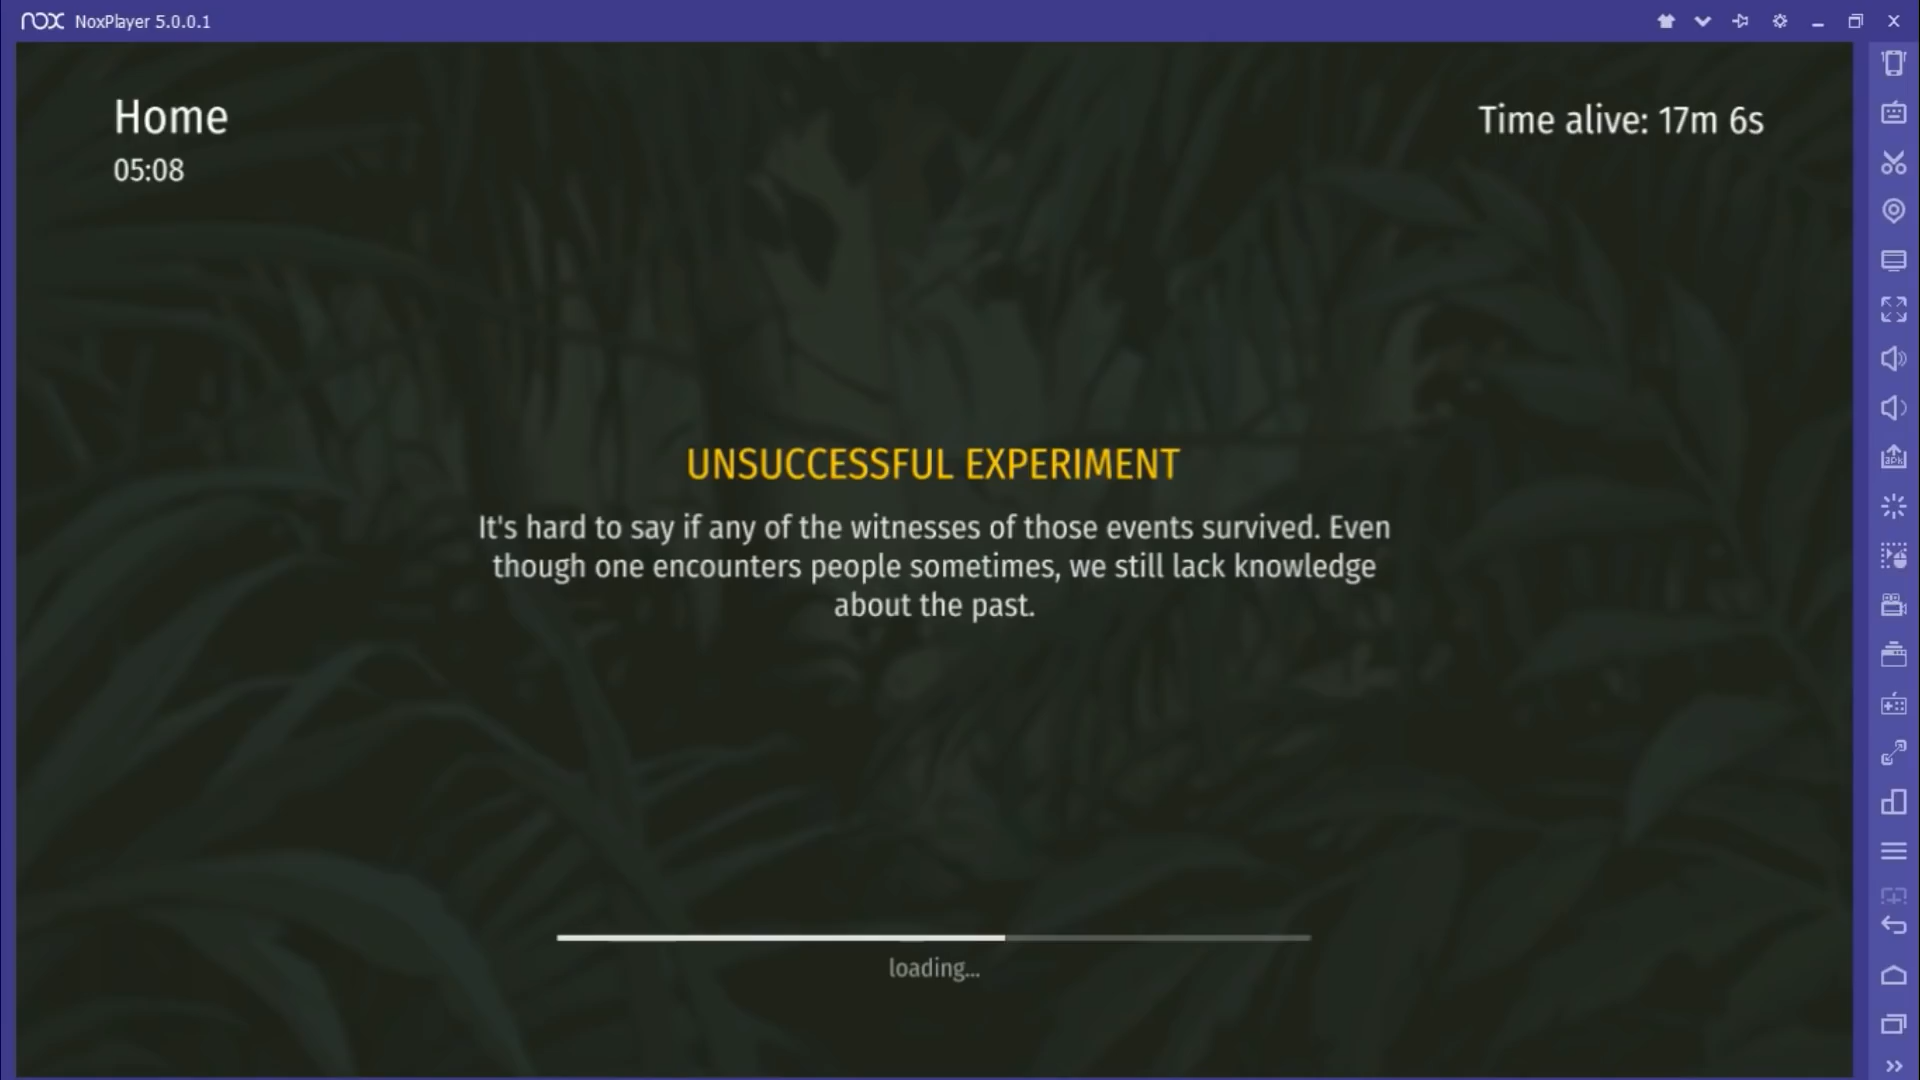 nox NoxPlayer 5.0.0.1
Home
05:08
Time alive: 17m 6s
UNSUCCESSFUL EXPERIMENT
It's hard to say if any of the witnesses of those events survived. Even
though one encounters people sometimes, we still lack knowledge
about the past.
loading...